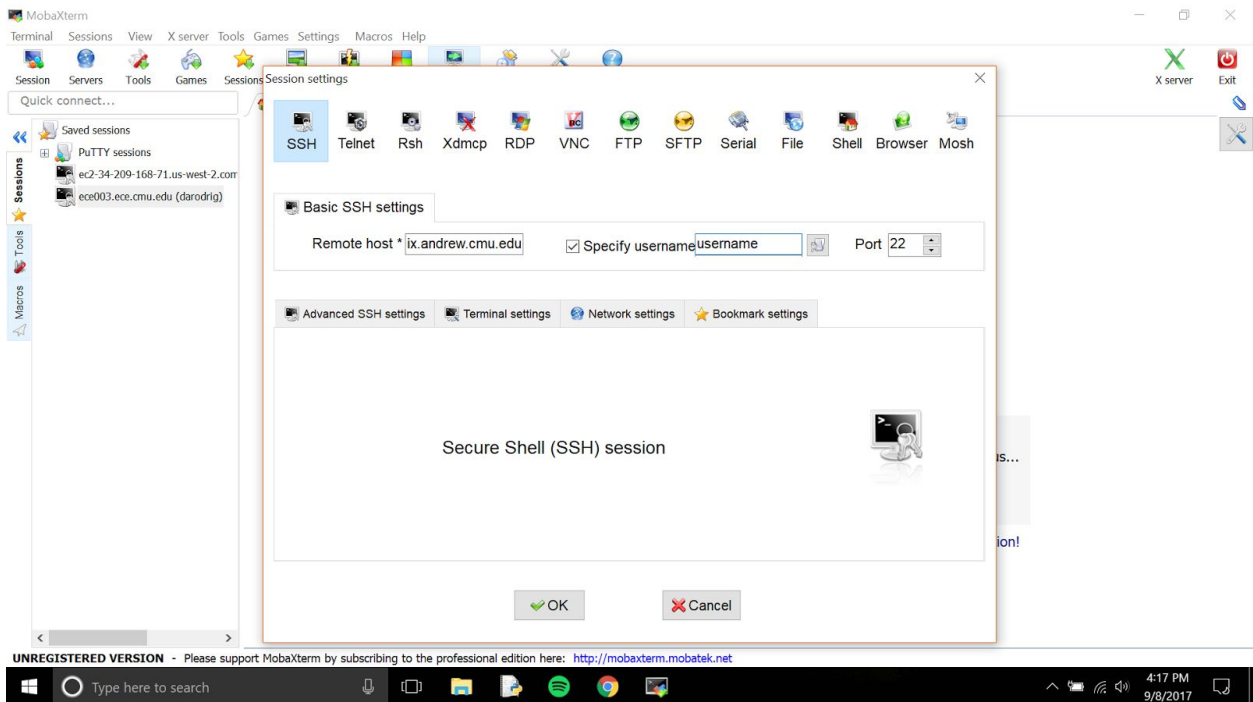 MobaXterm
Terminal Sessions View X server Tools Games Settings Macros Help
Session Servers Tools Games Sessions X server Exit
Quick connect...
Saved sessions
PuTTY sessions
ec2-34-209-168-71.us-west-2.com
ece003.ece.cmu.edu (darodrig)
Sessions
Tools
Macros
Session settings
SSH Telnet Rsh Xdmcp RDP VNC FTP SFTP Serial File Shell Browser Mosh
Basic SSH settings
Remote host * ix.andrew.cmu.edu Specify username username Port 22
Advanced SSH settings Terminal settings Network settings Bookmark settings
Secure Shell (SSH) session
OK Cancel
is...
ion!
UNREGISTERED VERSION - Please support MobaXterm by subscribing to the professional edition here: http://mobaxterm.mobatek.net
Type here to search
4:17 PM
9/8/2017